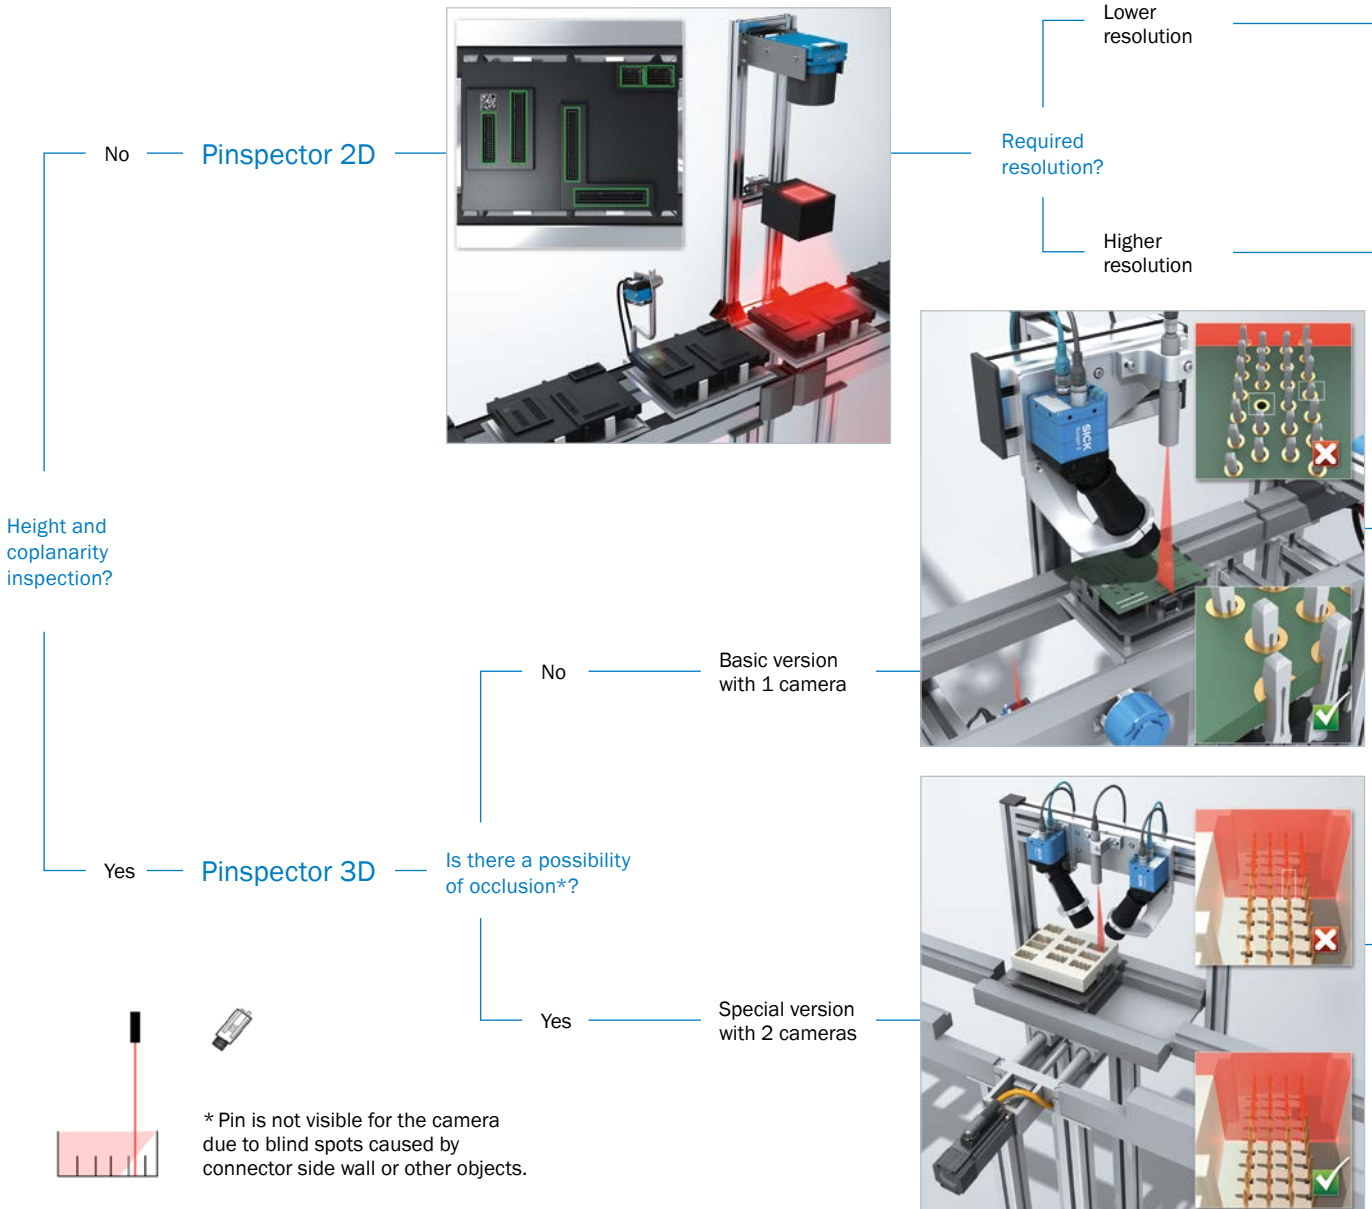 Lower
resolution
No
Pinspector 2D
Required
resolution?
Higher
resolution
SICK
Height and
coplanarity
inspection?
No
Basic version
with 1 camera
Yes
Pinspector 3D
Is there a possibility
of occlusion*?
Yes
Special version
with 2 cameras
* Pin is not visible for the camera
due to blind spots caused by
connector side wall or other objects.